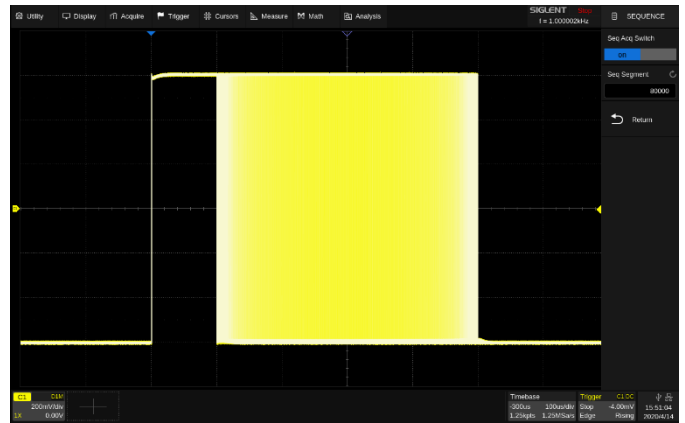 Utility Display Acquire Trigger Cursors Measure Math Analysis
SIGLENT Stop
f = 1.000002kHz
SEQUENCE
Seq Acq Switch
on
Seq Segment
80000
Return
C1 D1M
200mV/div
1X 0.00V
Timebase
-300us 100us/div
1.25kpts 1.25MSa/s
Trigger C1 DC
Stop -4.00mV
Edge Rising
15:51:04
2020/4/14